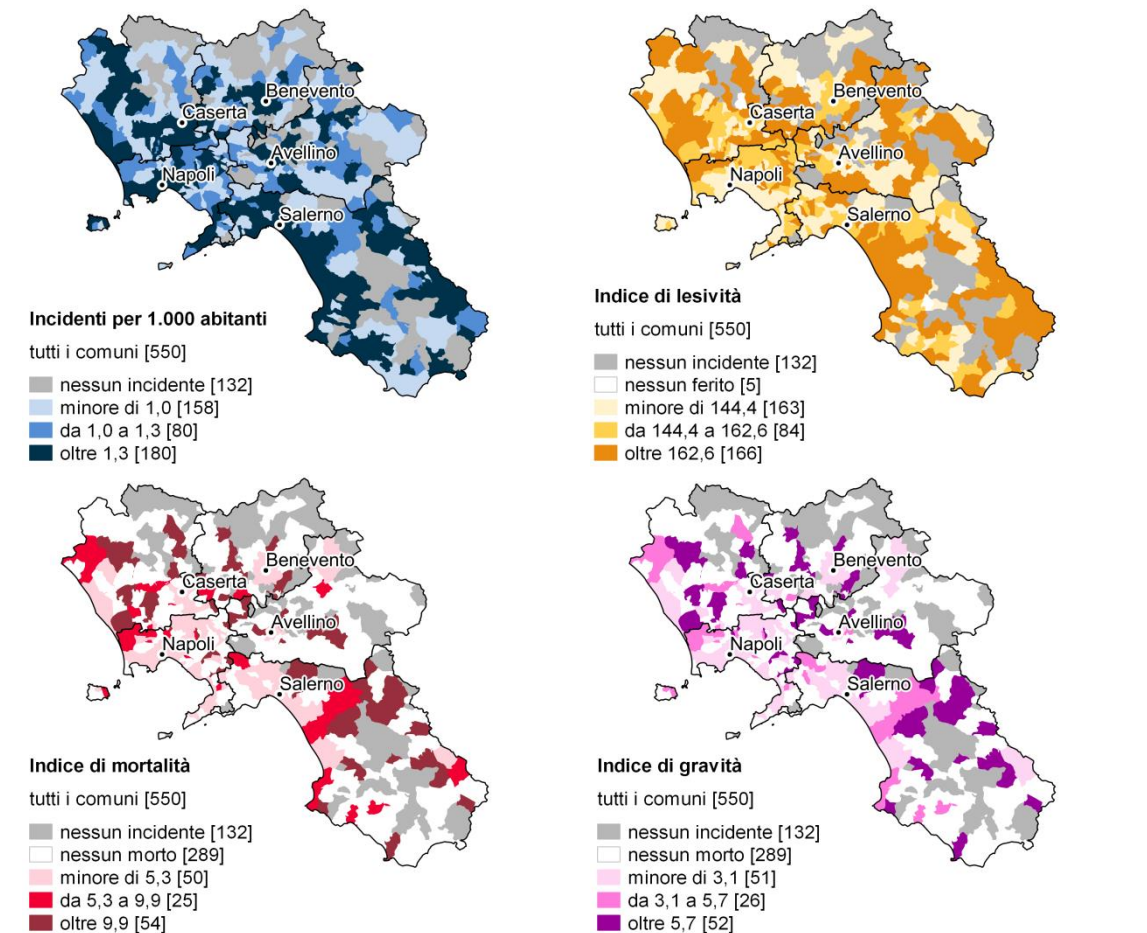 Benevento
Caserta
Avellino
Napoli
Salerno
Incidenti per 1.000 abitanti
tutti i comuni [550]
nessun incidente [132]
minore di 1,0 [158]
da 1,0 a 1,3 [80]
oltre 1,3 [180]
Benevento
Caserta
Avellino
Napoli
Salerno
Indice di lesività
tutti i comuni [550]
nessun incidente [132]
nessun ferito [5]
minore di 144,4 [163]
da 144,4 a 162,6 [84]
oltre 162,6 [166]
Benevento
Caserta
Avellino
Napoli
Salerno
Indice di mortalità
tutti i comuni [550]
nessun incidente [132]
nessun morto [289]
minore di 5,3 [50]
da 5,3 a 9,9 [25]
oltre 9,9 [54]
Benevento
Caserta
Avellino
Napoli
Salerno
Indice di gravità
tutti i comuni [550]
nessun incidente [132]
nessun morto [289]
minore di 3,1 [51]
da 3,1 a 5,7 [26]
oltre 5,7 [52]